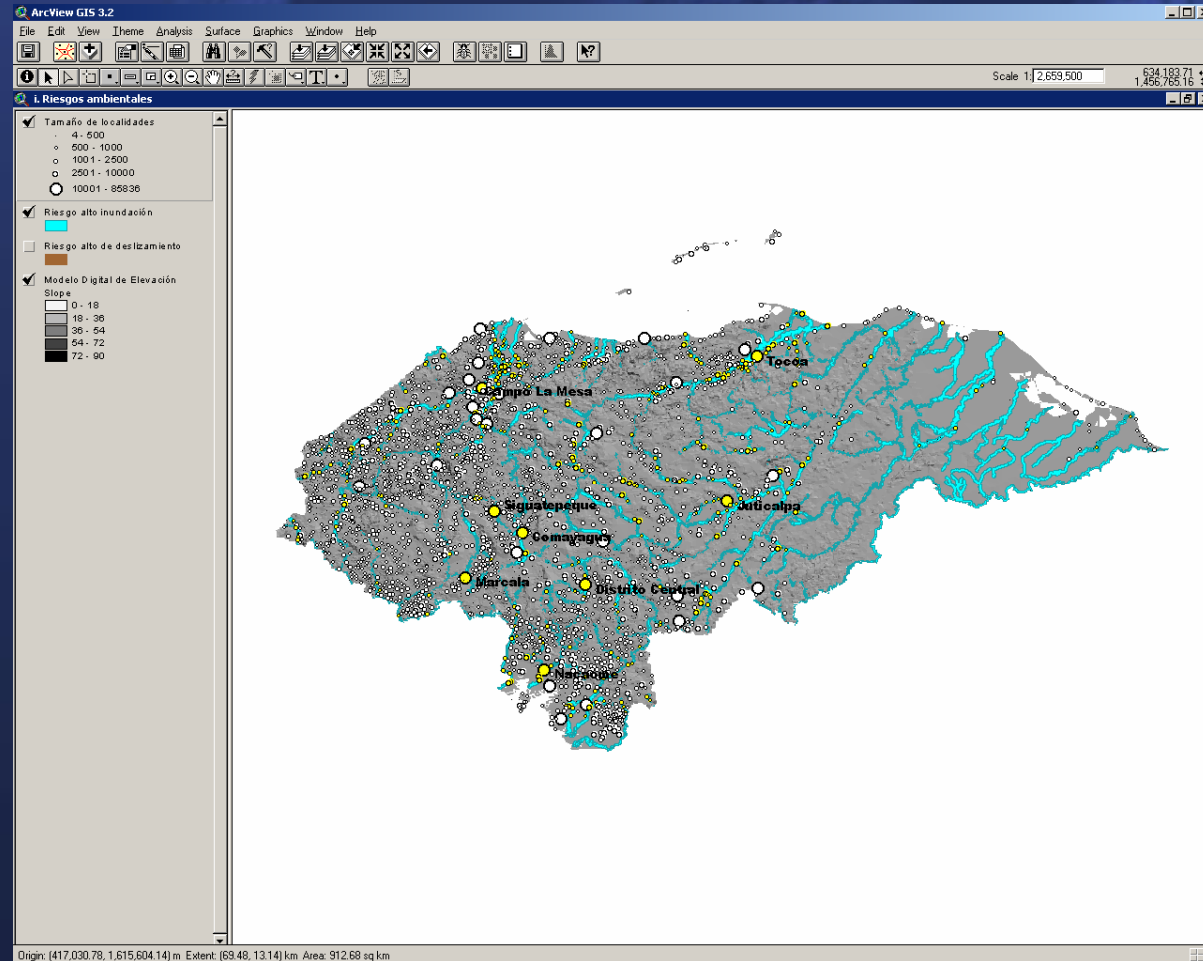 ArcView GIS 3.2
File Edit View Theme Analysis Surface Graphics Window Help
Scale 1: 2,659,500
634,183.71
1,456,765.16
i. Riesgos ambientales
Tamaño de localidades
4 - 500
500 - 1000
1001 - 2500
2501 - 10000
10001 - 85836
Riesgo alto inundación
Riesgo alto de deslizamiento
Modelo Digital de Elevación
Slope
0 - 18
18 - 36
36 - 54
54 - 72
72 - 90
Tocoa
Campo La Mesa
Siguatepeque
Juticalpa
Comayagua
Marcala
Distrito Central
Nacaome
Origin: (417,030.78, 1,615,604.14) m Extent: (69.48, 13.14) km Area: 912.68 sq km